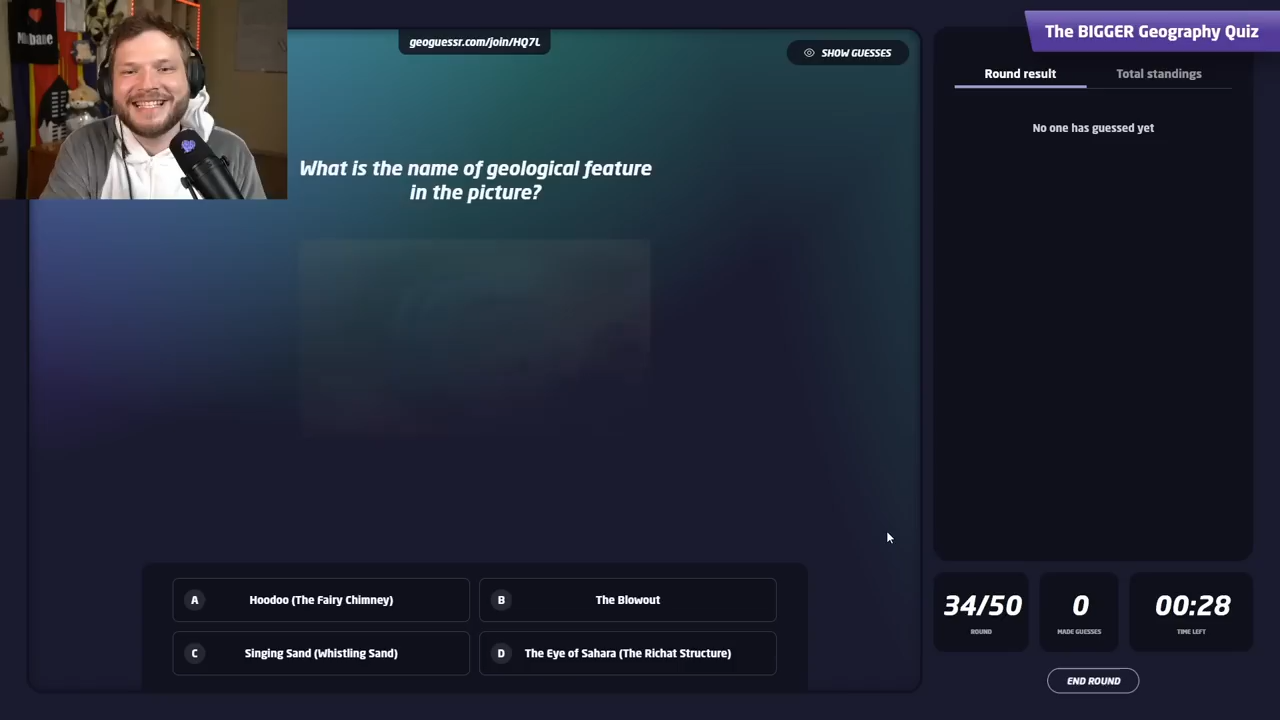 The BIGGER Geography Quiz
geoguessr.com/join/HQ7L
SHOW GUESSES
Round result
Total standings
No one has guessed yet
What is the name of geological feature
in the picture?
A Hoodoo (The Fairy Chimney)
B The Blowout
C Singing Sand (Whistling Sand)
D The Eye of Sahara (The Richat Structure)
34/50
ROUND
0
MADE GUESSES
00:28
TIME LEFT
END ROUND